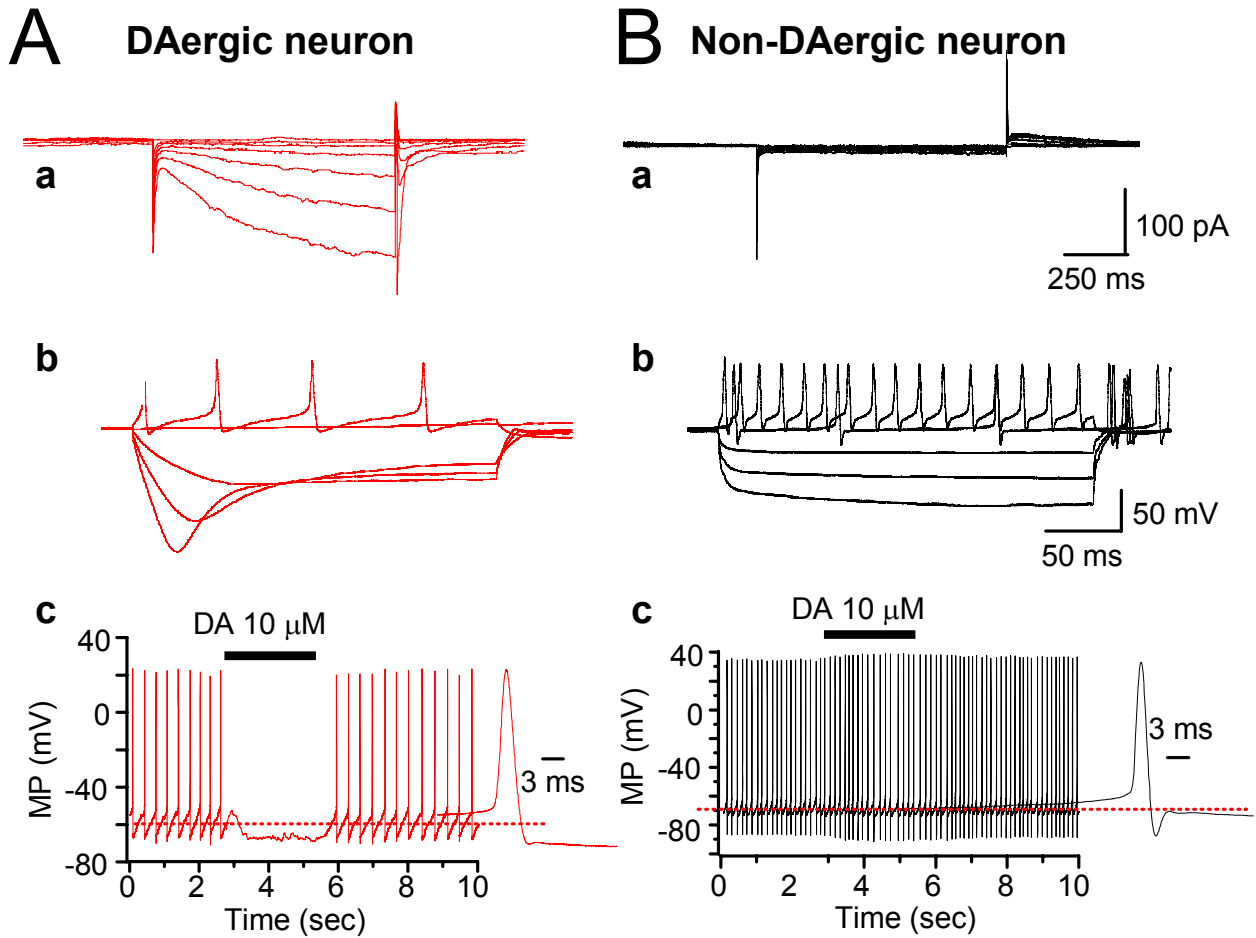 A DAergic neuron
B Non-DAergic neuron
a
a
100 pA
250 ms
b
b
50 mV
50 ms
c
DA 10 μM
40
0
-40
-80
MP (mV)
3 ms
0 2 4 6 8 10
Time (sec)
c
DA 10 μM
40
0
-40
-80
MP (mV)
3 ms
0 2 4 6 8 10
Time (sec)